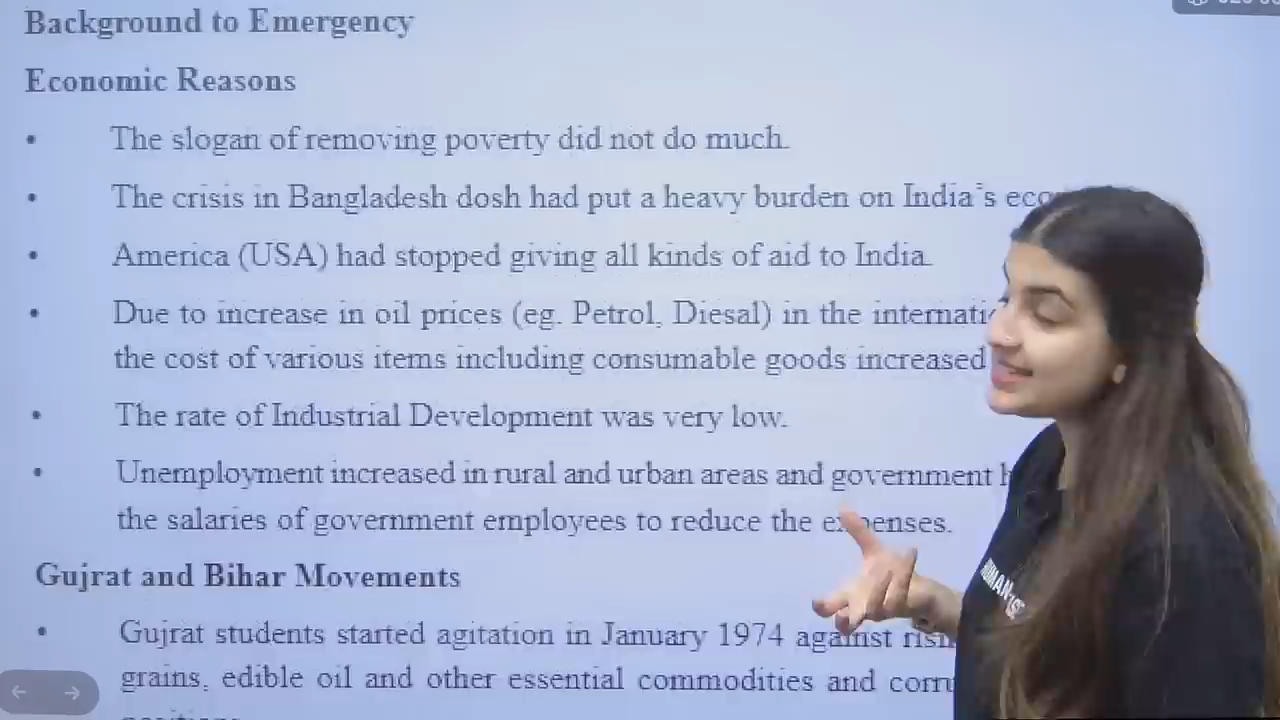 Background to Emergency
Economic Reasons
• The slogan of removing poverty did not do much.
• The crisis in Bangladesh dosh had put a heavy burden on India's
• America (USA) had stopped giving all kinds of aid to India.
• Due to increase in oil prices (eg. Petrol, Diesal) in the
the cost of various items including consumable goods increased
• The rate of Industrial Development was very low.
• Unemployment increased in rural and urban areas and government
the salaries of government employees to reduce the expenses.
Gujrat and Bihar Movements
• Gujrat students started agitation in January 1974 against
grains, edible oil and other essential commodities and